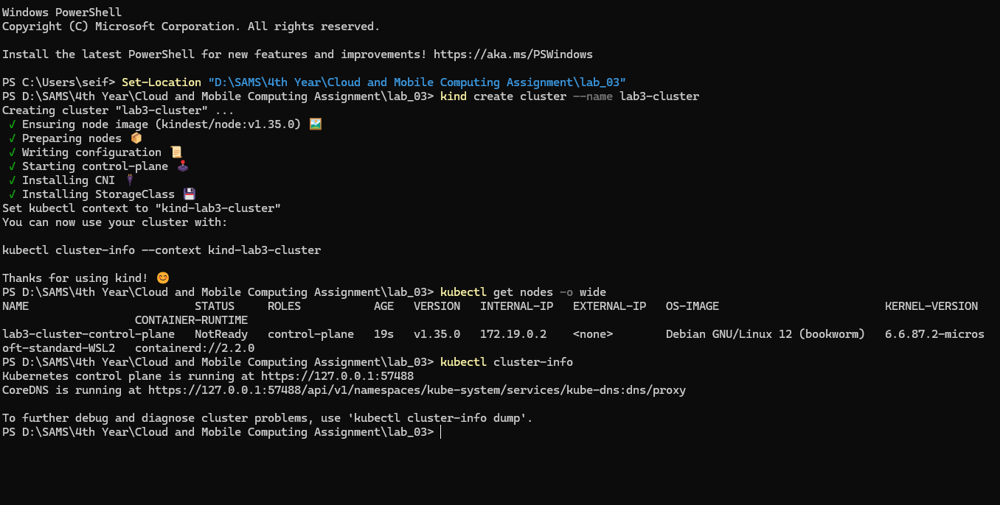 Windows PowerShell
Copyright (C) Microsoft Corporation. All rights reserved.
Install the latest PowerShell for new features and improvements! https://aka.ms/PSWindows
PS C:\Users\seif> Set-Location "D:\SAMS\4th Year\Cloud and Mobile Computing Assignment\lab_03"
PS D:\SAMS\4th Year\Cloud and Mobile Computing Assignment\lab_03> kind create cluster --name lab3-cluster
Creating cluster "lab3-cluster" ...
✓ Ensuring node image (kindest/node:v1.35.0) 🖼
✓ Preparing nodes 📦
✓ Writing configuration 📜
✓ Starting control-plane 🕹
✓ Installing CNI 🔌
✓ Installing StorageClass 💾
Set kubectl context to "kind-lab3-cluster"
You can now use your cluster with:
kubectl cluster-info --context kind-lab3-cluster
Thanks for using kind! 😊
PS D:\SAMS\4th Year\Cloud and Mobile Computing Assignment\lab_03> kubectl get nodes -o wide
NAME STATUS ROLES AGE VERSION INTERNAL-IP EXTERNAL-IP OS-IMAGE KERNEL-VERSION
CONTAINER-RUNTIME
lab3-cluster-control-plane NotReady control-plane 19s v1.35.0 172.19.0.2 <none> Debian GNU/Linux 12 (bookworm) 6.6.87.2-micros
oft-standard-WSL2 containerd://2.2.0
PS D:\SAMS\4th Year\Cloud and Mobile Computing Assignment\lab_03> kubectl cluster-info
Kubernetes control plane is running at https://127.0.0.1:57488
CoreDNS is running at https://127.0.0.1:57488/api/v1/namespaces/kube-system/services/kube-dns:dns/proxy
To further debug and diagnose cluster problems, use 'kubectl cluster-info dump'.
PS D:\SAMS\4th Year\Cloud and Mobile Computing Assignment\lab_03>